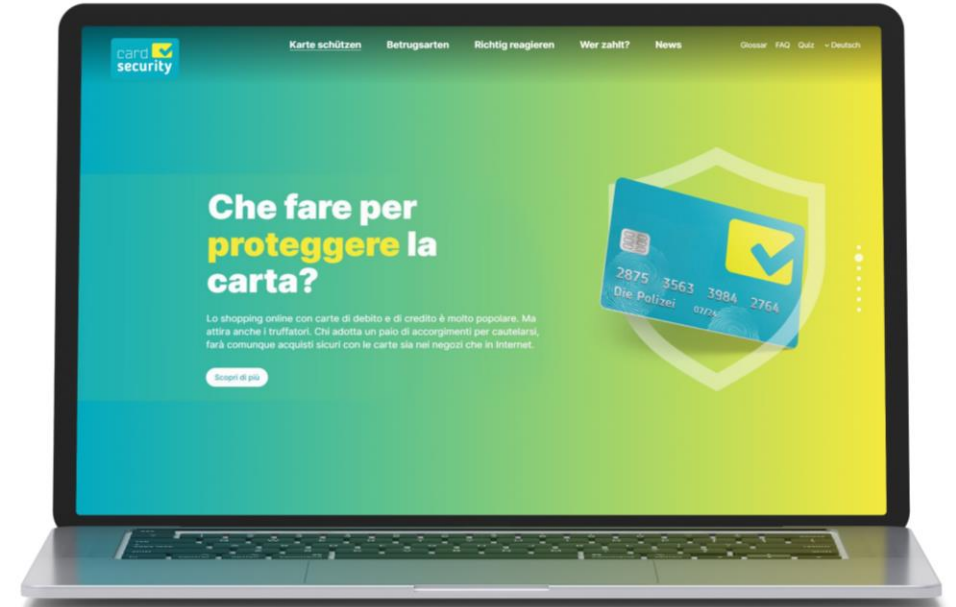 card
security
Karte schützen Betrugsarten Richtig reagieren Wer zahlt? News Glossar FAQ Quiz Deutsch
Che fare per
proteggere la
carta?
Lo shopping online con carte di debito e di credito è molto popolare. Ma
attira anche i truffatori. Chi adotta un paio di accorgimenti per cautelarsi,
farà comunque acquisti sicuri con le carte sia nei negozi che in Internet.
Scopri di più
2875 3563 3984 2764
Die Polizei 02/24